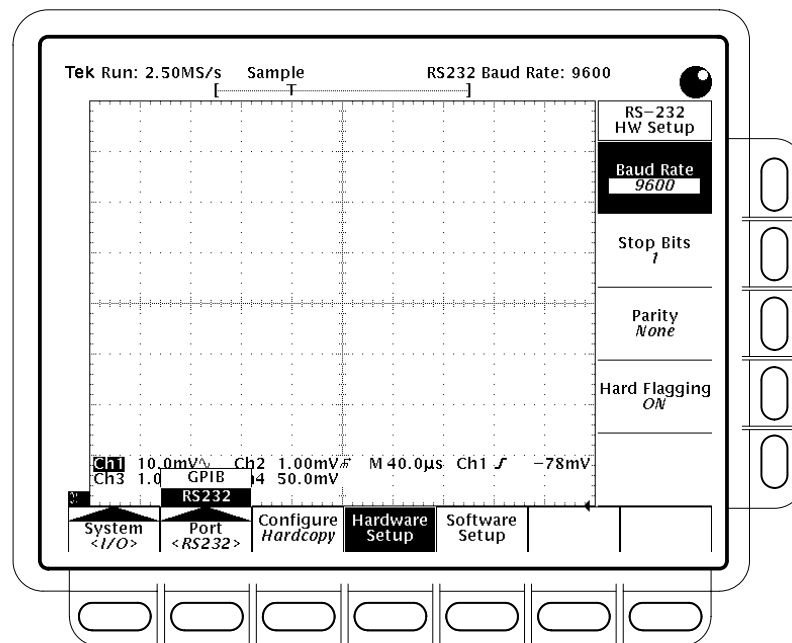 Tek Run: 2.50MS/s Sample RS232 Baud Rate: 9600
[ T ]
RS-232
HW Setup
Baud Rate
9600
Stop Bits
1
Parity
None
Hard Flagging
ON
Ch1 10.0mV Ch2 1.00mV M 40.0µs Ch1 -78mV
Ch3 1.0 4 50.0mV
GPIB
RS232
System
<I/O>
Port
<RS232>
Configure
Hardcopy
Hardware
Setup
Software
Setup